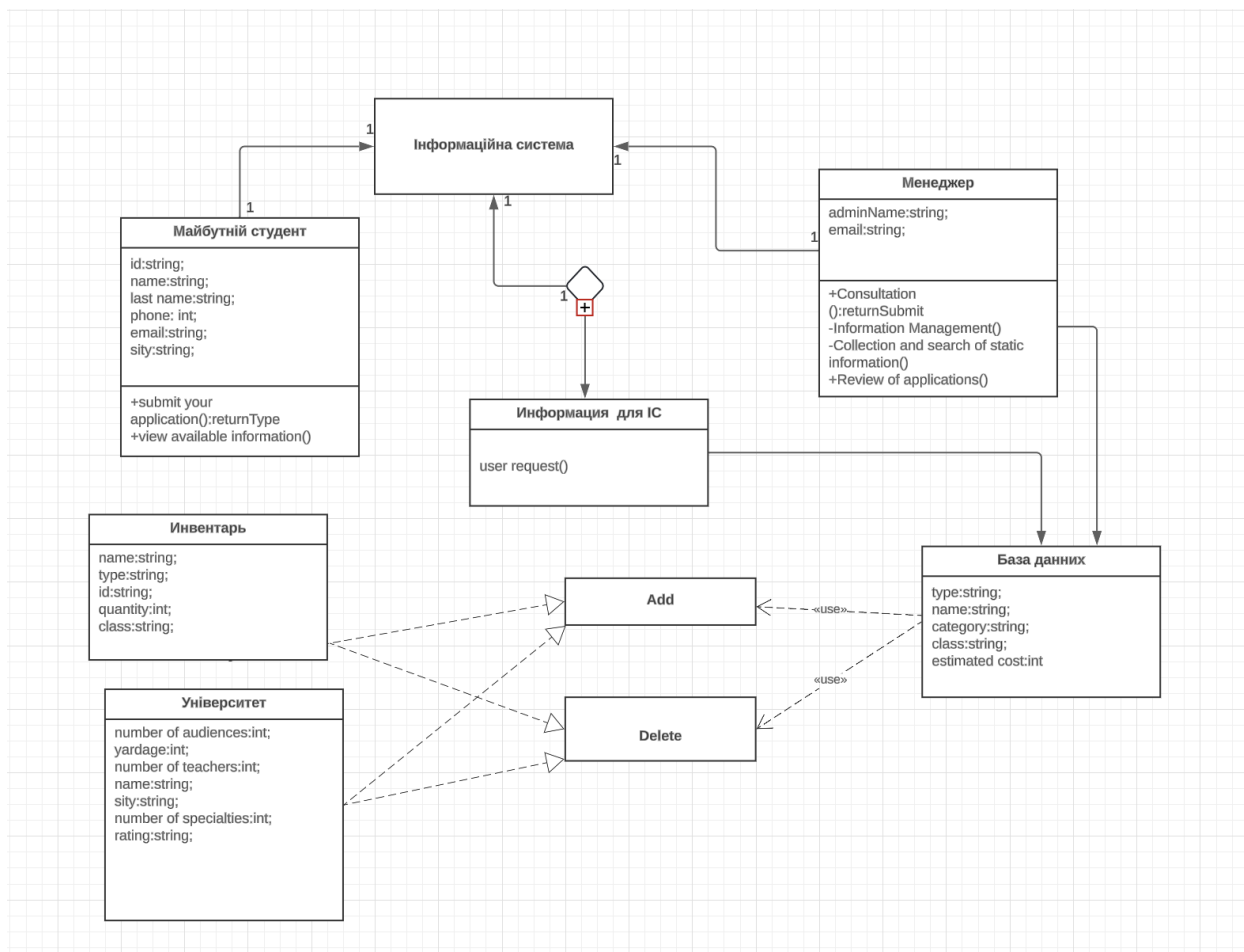 Інформаційна система
1
1
1
1
1
1
Майбутній студент
id:string;
name:string;
last name:string;
phone: int;
email:string;
sity:string;
+submit your
application():returnType
+view available information()
Менеджер
adminName:string;
email:string;
+Consultation
():returnSubmit
-Information Management()
-Collection and search of static
information()
+Review of applications()
+
Информация для ІС
user request()
Инвентарь
name:string;
type:string;
id:string;
quantity:int;
class:string;
Add
«use»
База данних
type:string;
name:string;
category:string;
class:string;
estimated cost:int
«use»
Delete
Університет
number of audiences:int;
yardage:int;
number of teachers:int;
name:string;
sity:string;
number of specialties:int;
rating:string;